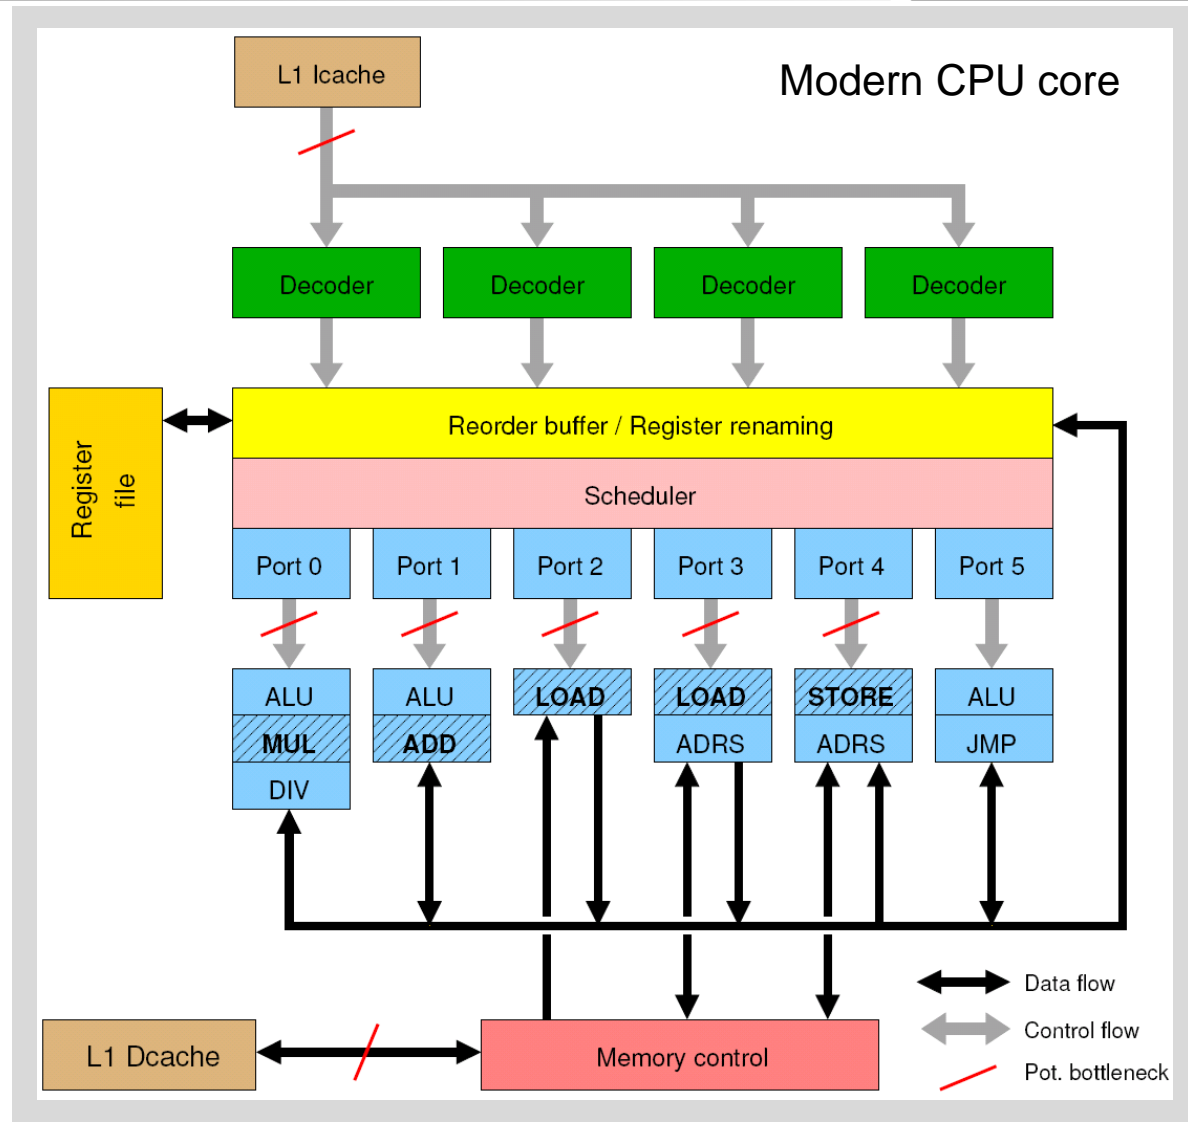 L1 Icache
Modern CPU core
Decoder
Decoder
Decoder
Decoder
Register
file
Reorder buffer / Register renaming
Scheduler
Port 0
Port 1
Port 2
Port 3
Port 4
Port 5
ALU
MUL
DIV
ALU
ADD
LOAD
LOAD
ADRS
STORE
ADRS
ALU
JMP
L1 Dcache
Memory control
Data flow
Control flow
Pot. bottleneck